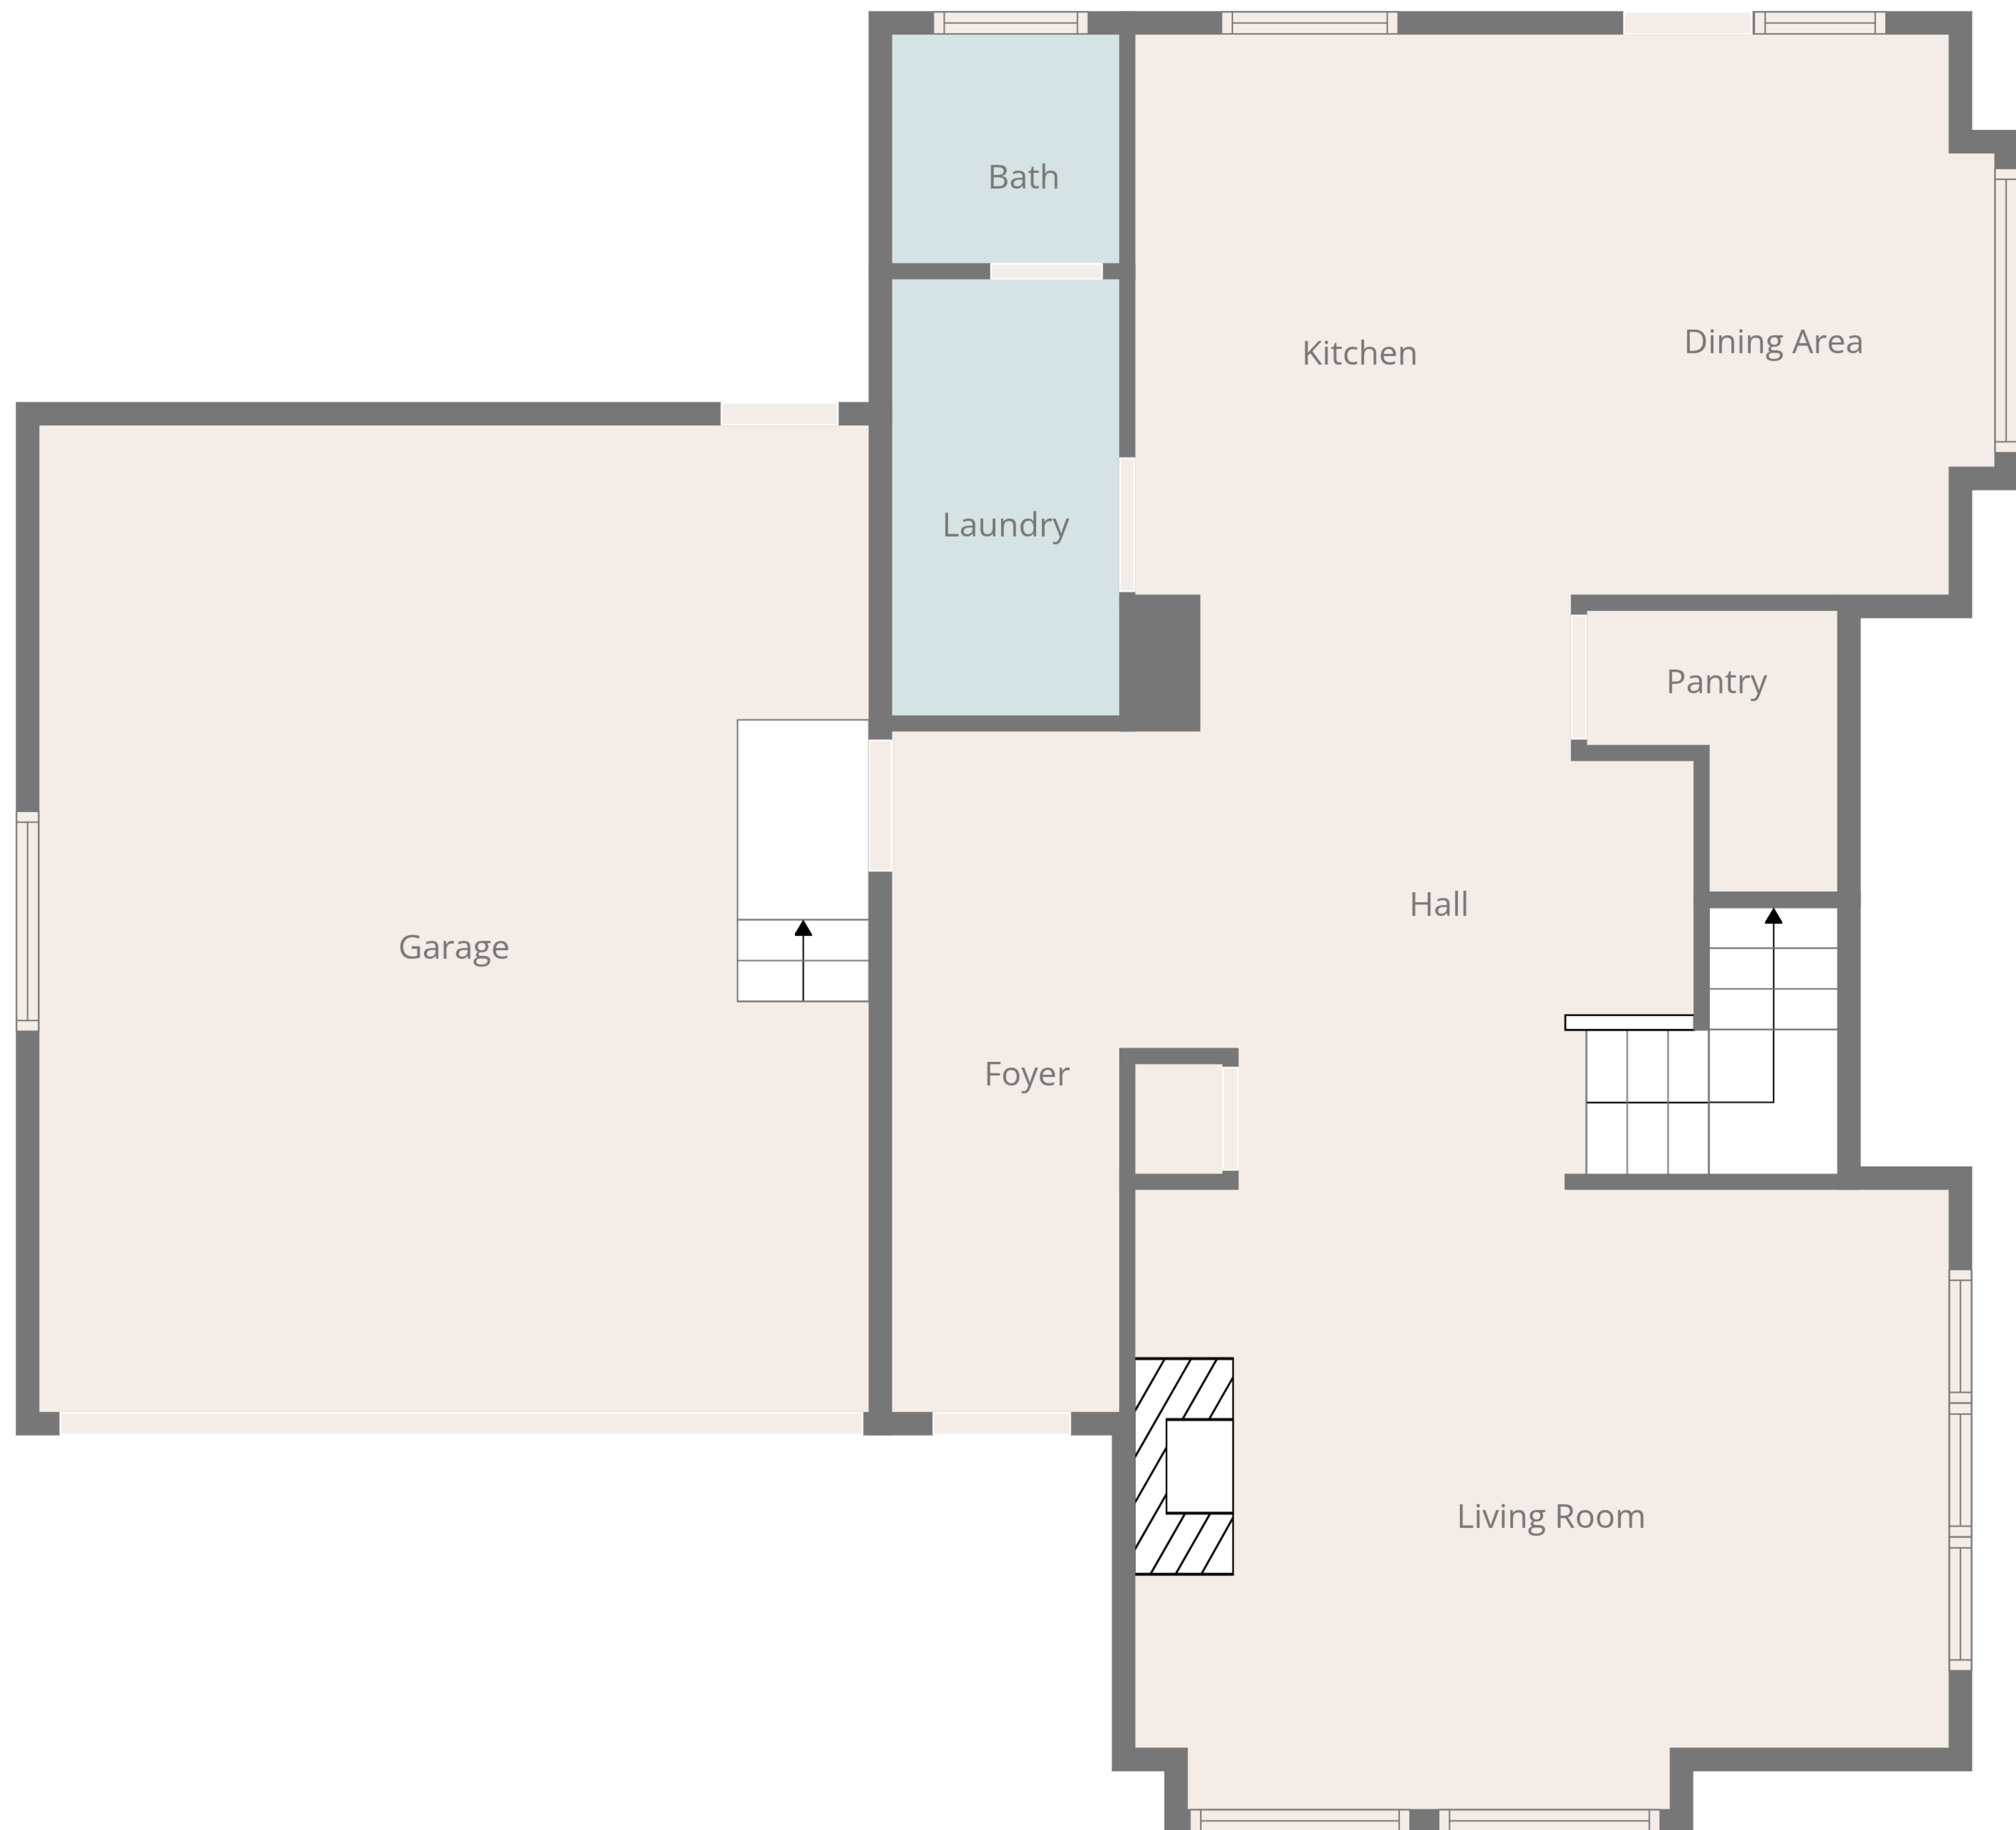 Bath
Kitchen
Dining Area
Laundry
Pantry
Hall
Garage
Foyer
Living Room